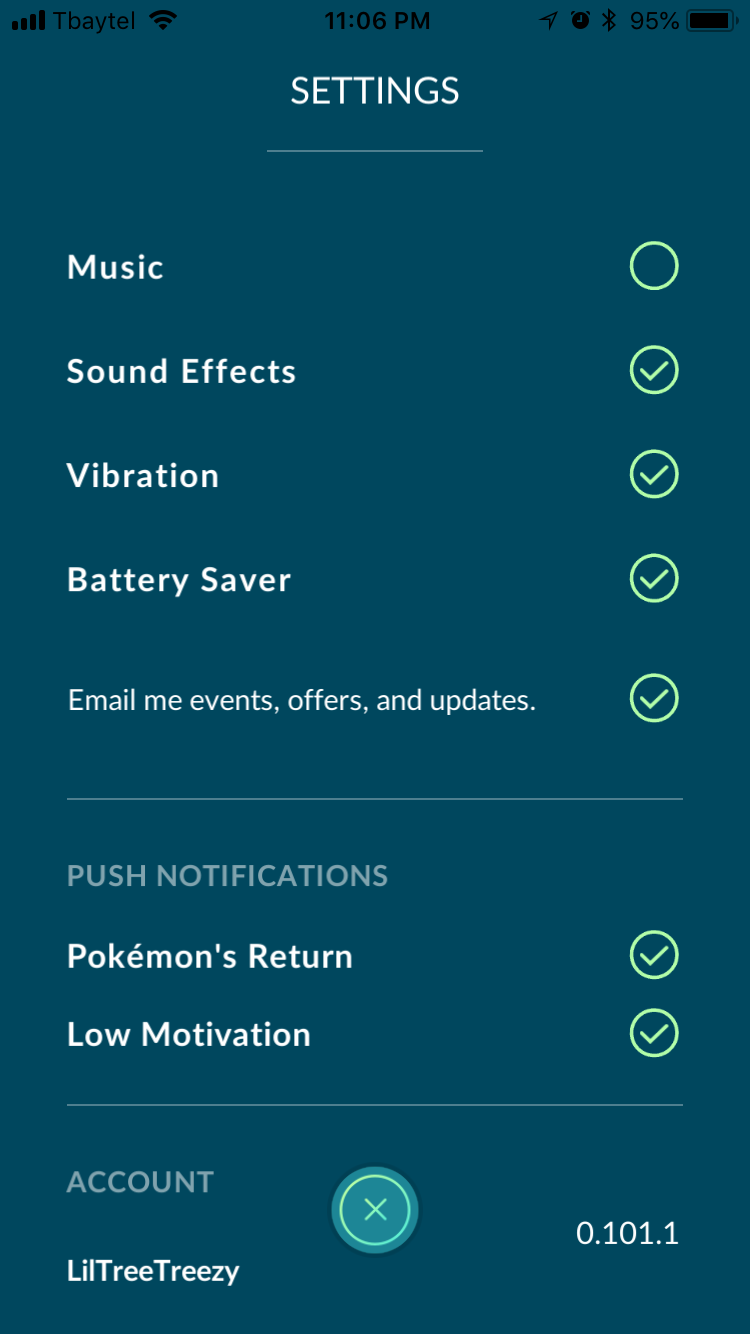 Tbaytel 11:06 PM 95%
SETTINGS
Music
Sound Effects
Vibration
Battery Saver
Email me events, offers, and updates.
PUSH NOTIFICATIONS
Pokémon's Return
Low Motivation
ACCOUNT
0.101.1
LilTreeTreezy